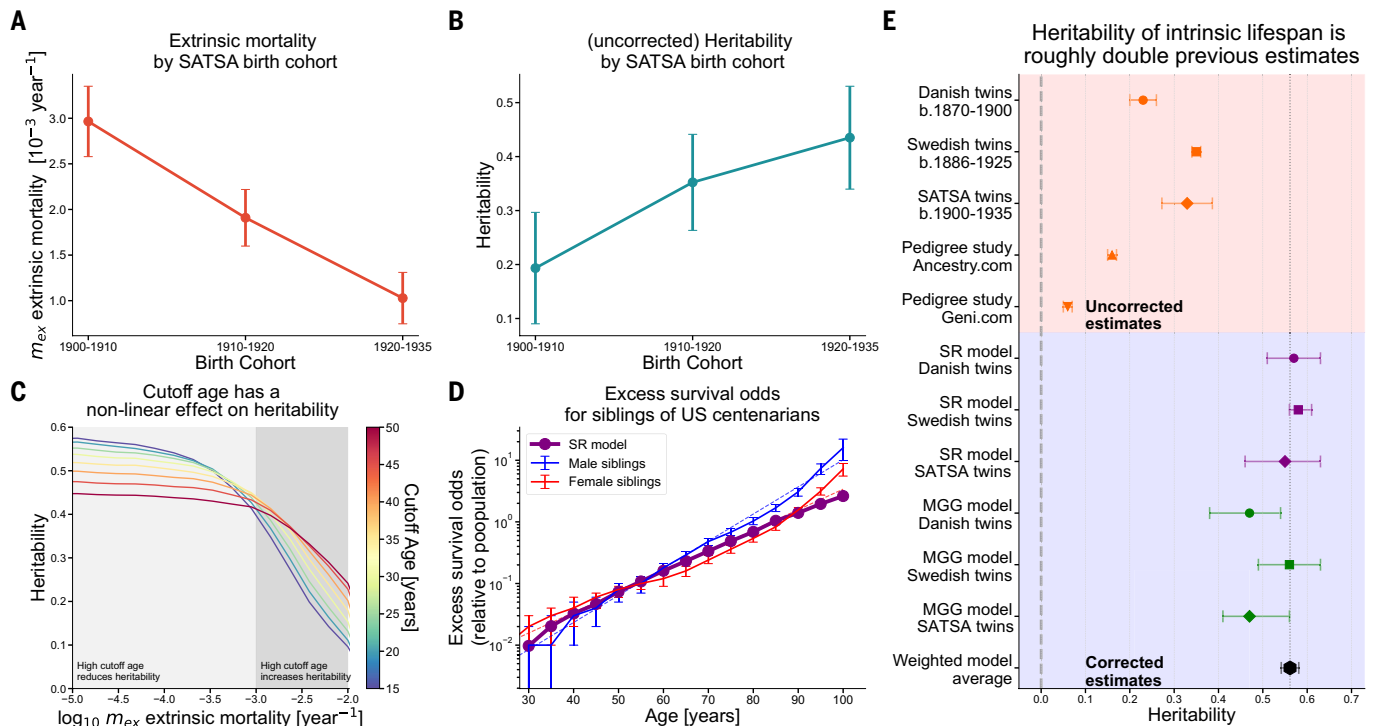 A
Extrinsic mortality
by SATSA birth cohort
m_ex extrinsic mortality [10⁻³ year⁻¹]
3.0
2.5
2.0
1.5
1.0
1900-1910
1910-1920
1920-1935
Birth Cohort
B
(uncorrected) Heritability
by SATSA birth cohort
Heritability
0.5
0.4
0.3
0.2
0.1
1900-1910
1910-1920
1920-1935
Birth Cohort
C
Cutoff age has a
non-linear effect on heritability
Heritability
0.6
0.5
0.4
0.3
0.2
0.1
0.0
High cutoff age
reduces heritability
High cutoff age
increases heritability
−5.0
−4.5
−4.0
−3.5
−3.0
−2.5
−2.0
log₁₀ m_ex extrinsic mortality [year⁻¹]
50
45
40
35
30
25
20
15
Cutoff Age [years]
D
Excess survival odds
for siblings of US centenarians
Excess survival odds
(relative to poopulation)
10¹
10⁰
10⁻¹
10⁻²
SR model
Male siblings
Female siblings
30
40
50
60
70
80
90
100
Age [years]
E
Heritability of intrinsic lifespan is
roughly double previous estimates
Danish twins
b.1870-1900
Swedish twins
b.1886-1925
SATSA twins
b.1900-1935
Pedigree study
Ancestry.com
Pedigree study
Geni.com
Uncorrected
estimates
SR model
Danish twins
SR model
Swedish twins
SR model
SATSA twins
MGG model
Danish twins
MGG model
Swedish twins
MGG model
SATSA twins
Weighted model
average
Corrected
estimates
0.0
0.1
0.2
0.3
0.4
0.5
0.6
0.7
Heritability